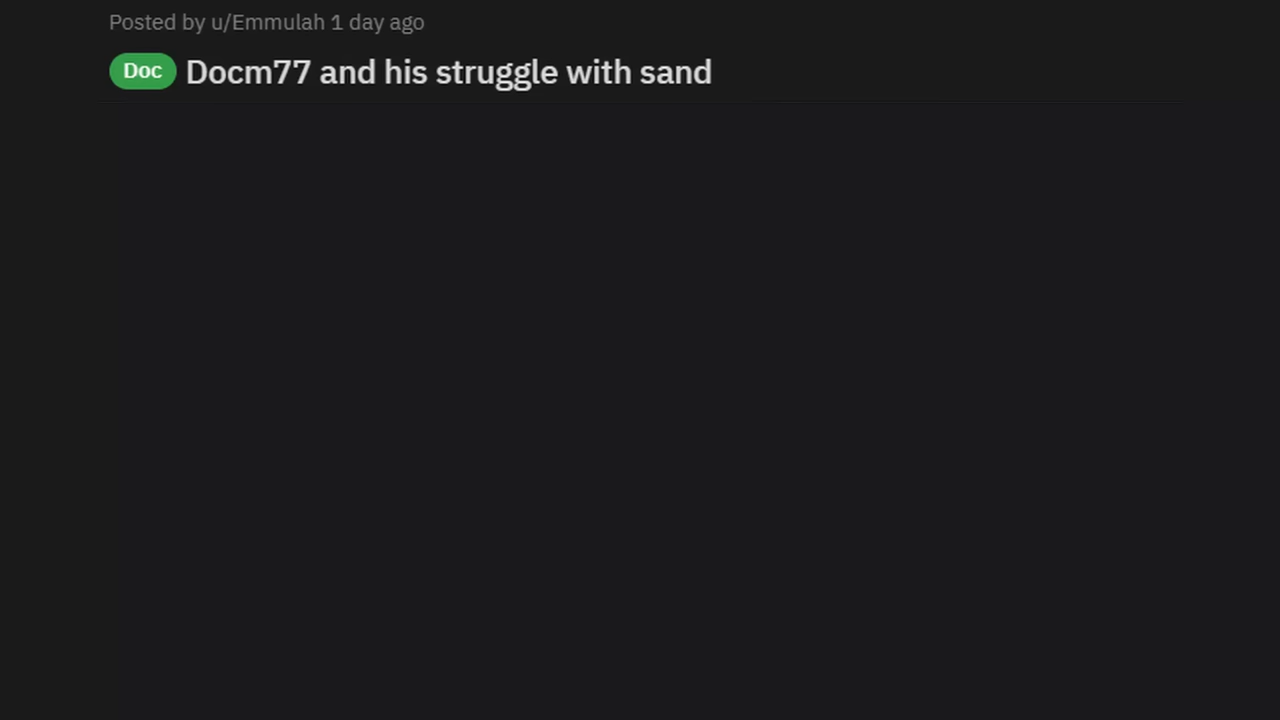 Posted by u/Emmulah 1 day ago
Doc Docm77 and his struggle with sand